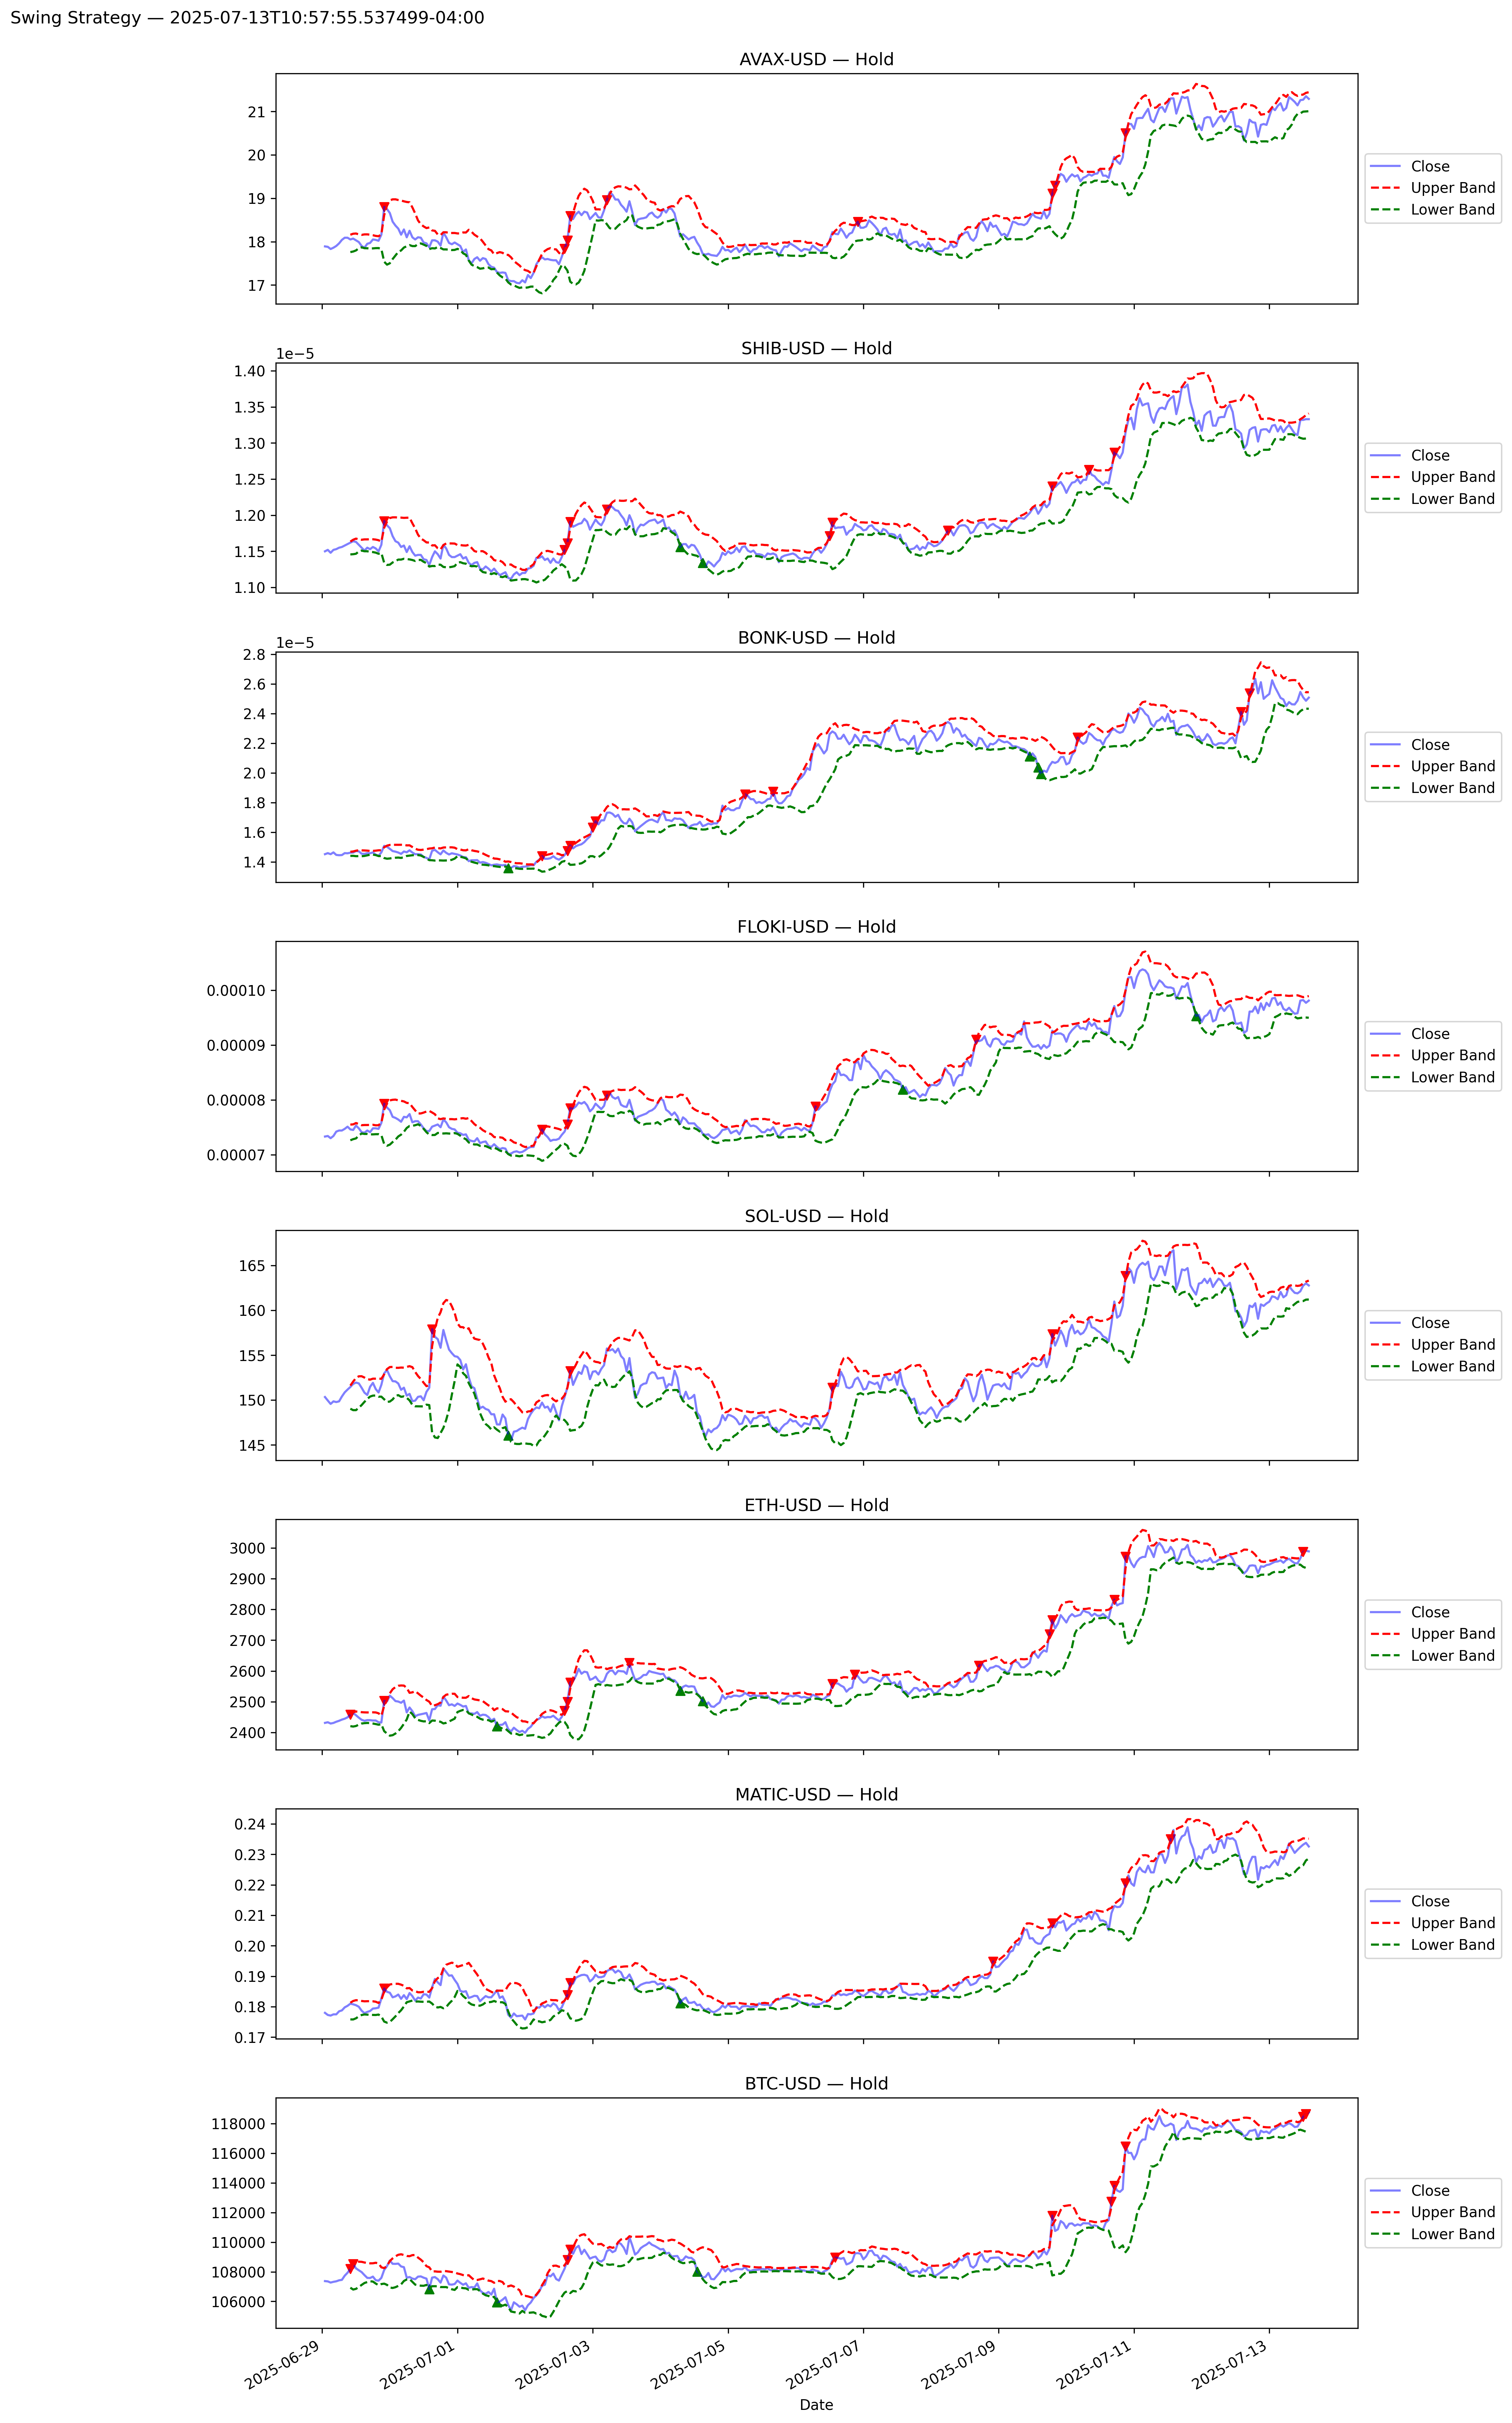 Swing Strategy — 2025-07-13T10:57:55.537499-04:00
AVAX-USD — Hold
21
20
19
18
17
Close
Upper Band
Lower Band
SHIB-USD — Hold
1e−5
1.40
1.35
1.30
1.25
1.20
1.15
1.10
Close
Upper Band
Lower Band
BONK-USD — Hold
1e−5
2.8
2.6
2.4
2.2
2.0
1.8
1.6
1.4
Close
Upper Band
Lower Band
FLOKI-USD — Hold
0.00010
0.00009
0.00008
0.00007
Close
Upper Band
Lower Band
SOL-USD — Hold
165
160
155
150
145
Close
Upper Band
Lower Band
ETH-USD — Hold
3000
2900
2800
2700
2600
2500
2400
Close
Upper Band
Lower Band
MATIC-USD — Hold
0.24
0.23
0.22
0.21
0.20
0.19
0.18
0.17
Close
Upper Band
Lower Band
BTC-USD — Hold
118000
116000
114000
112000
110000
108000
106000
Close
Upper Band
Lower Band
2025-06-29
2025-07-01
2025-07-03
2025-07-05
2025-07-07
2025-07-09
2025-07-11
2025-07-13
Date